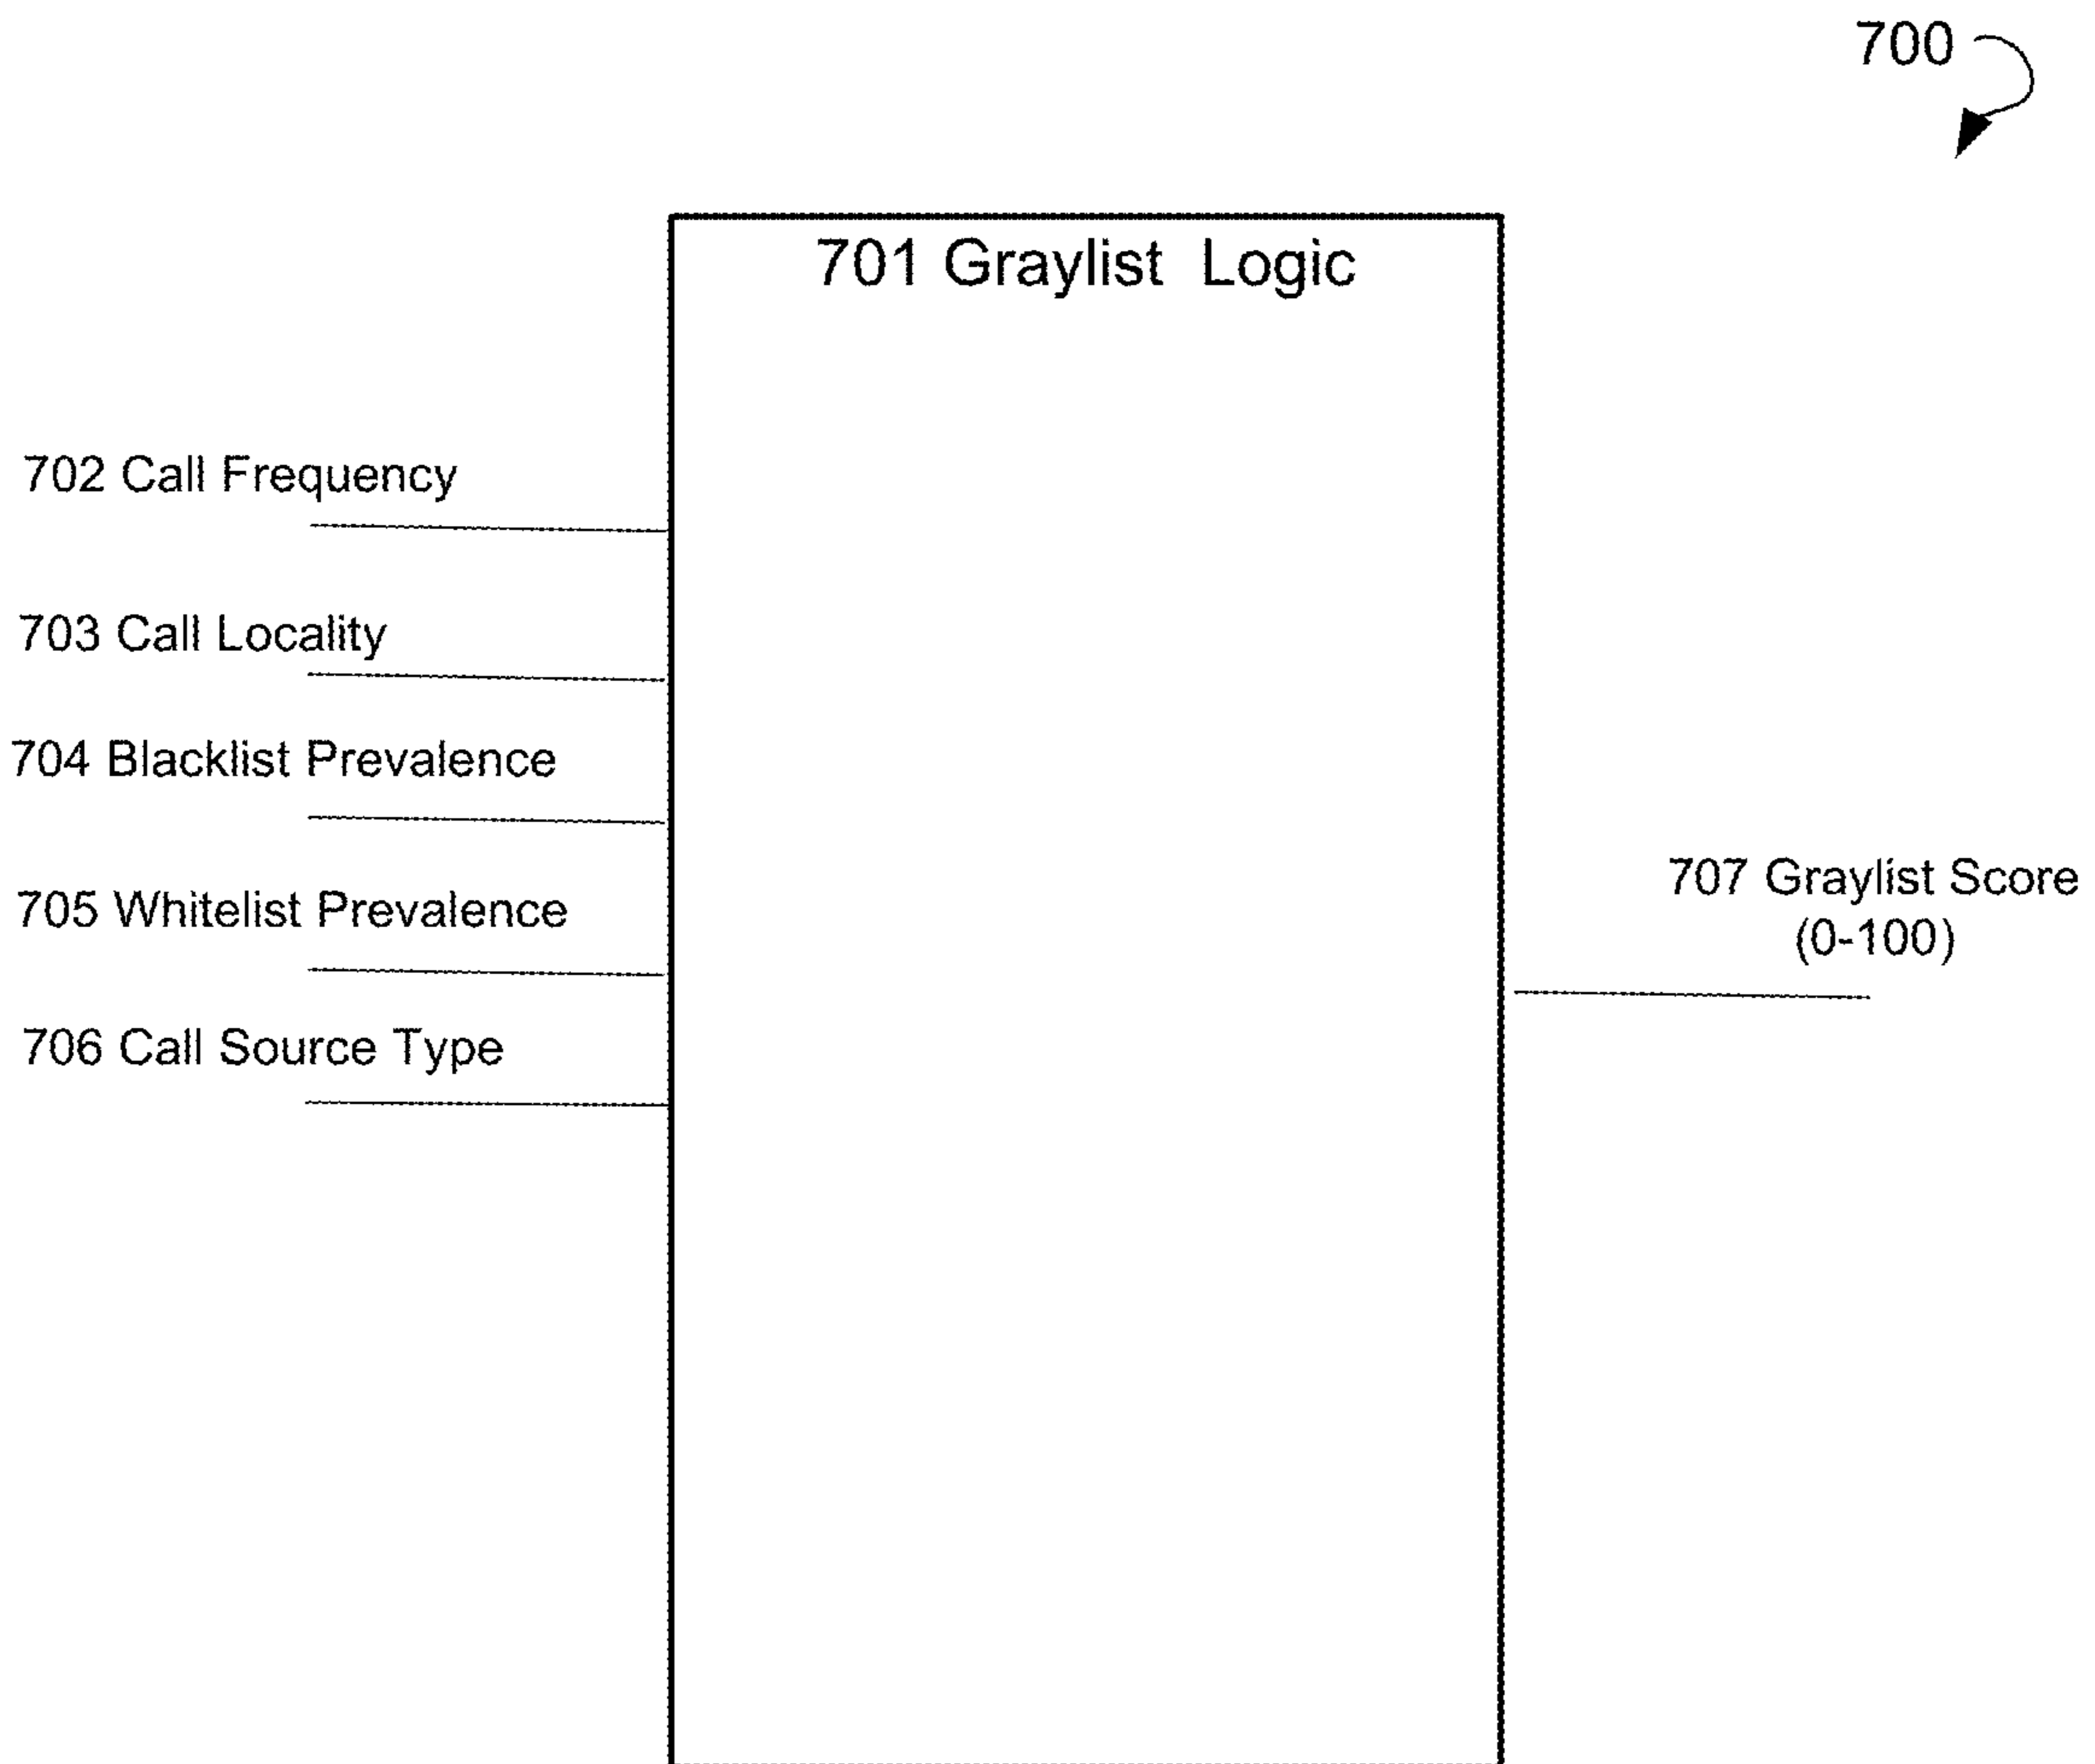 700
701 Graylist Logic
702 Call Frequency
703 Call Locality
704 Blacklist Prevalence
705 Whitelist Prevalence
706 Call Source Type
707 Graylist Score
(0-100)